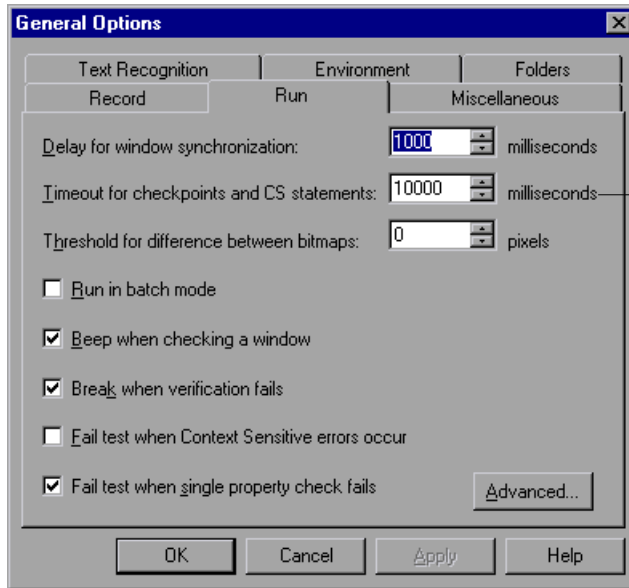 General Options
Text Recognition Environment Folders
Record Run Miscellaneous
Delay for window synchronization: 1000 milliseconds
Timeout for checkpoints and CS statements: 10000 milliseconds
Threshold for difference between bitmaps: 0 pixels
Run in batch mode
Beep when checking a window
Break when verification fails
Fail test when Context Sensitive errors occur
Fail test when single property check fails
Advanced...
OK Cancel Apply Help